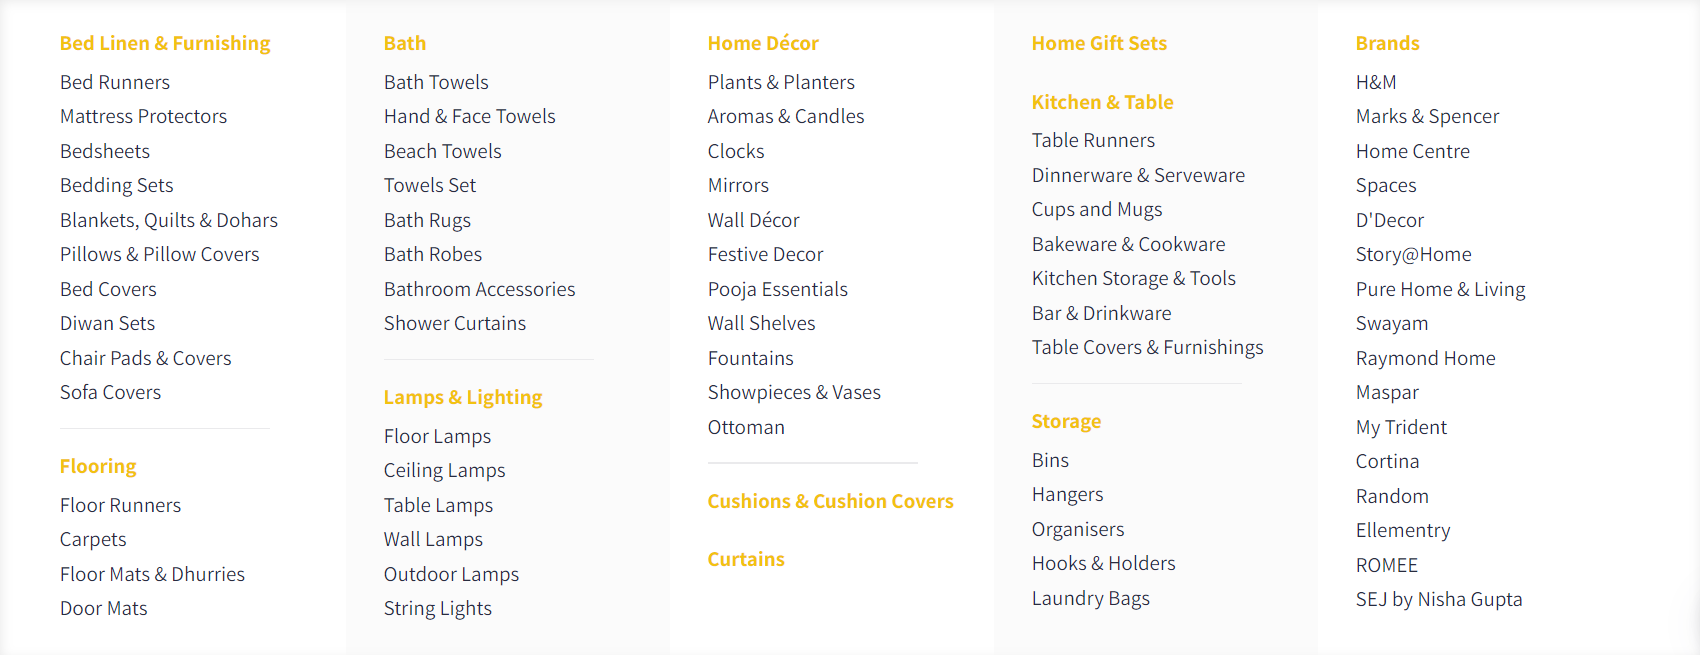 Bed Linen & Furnishing
Bed Runners
Mattress Protectors
Bedsheets
Bedding Sets
Blankets, Quilts & Dohars
Pillows & Pillow Covers
Bed Covers
Diwan Sets
Chair Pads & Covers
Sofa Covers
Flooring
Floor Runners
Carpets
Floor Mats & Dhurries
Door Mats
Bath
Bath Towels
Hand & Face Towels
Beach Towels
Towels Set
Bath Rugs
Bath Robes
Bathroom Accessories
Shower Curtains
Lamps & Lighting
Floor Lamps
Ceiling Lamps
Table Lamps
Wall Lamps
Outdoor Lamps
String Lights
Home Décor
Plants & Planters
Aromas & Candles
Clocks
Mirrors
Wall Décor
Festive Decor
Pooja Essentials
Wall Shelves
Fountains
Showpieces & Vases
Ottoman
Cushions & Cushion Covers
Curtains
Home Gift Sets
Kitchen & Table
Table Runners
Dinnerware & Serveware
Cups and Mugs
Bakeware & Cookware
Kitchen Storage & Tools
Bar & Drinkware
Table Covers & Furnishings
Storage
Bins
Hangers
Organisers
Hooks & Holders
Laundry Bags
Brands
H&M
Marks & Spencer
Home Centre
Spaces
D'Decor
Story@Home
Pure Home & Living
Swayam
Raymond Home
Maspar
My Trident
Cortina
Random
Ellementry
ROMEE
SEJ by Nisha Gupta